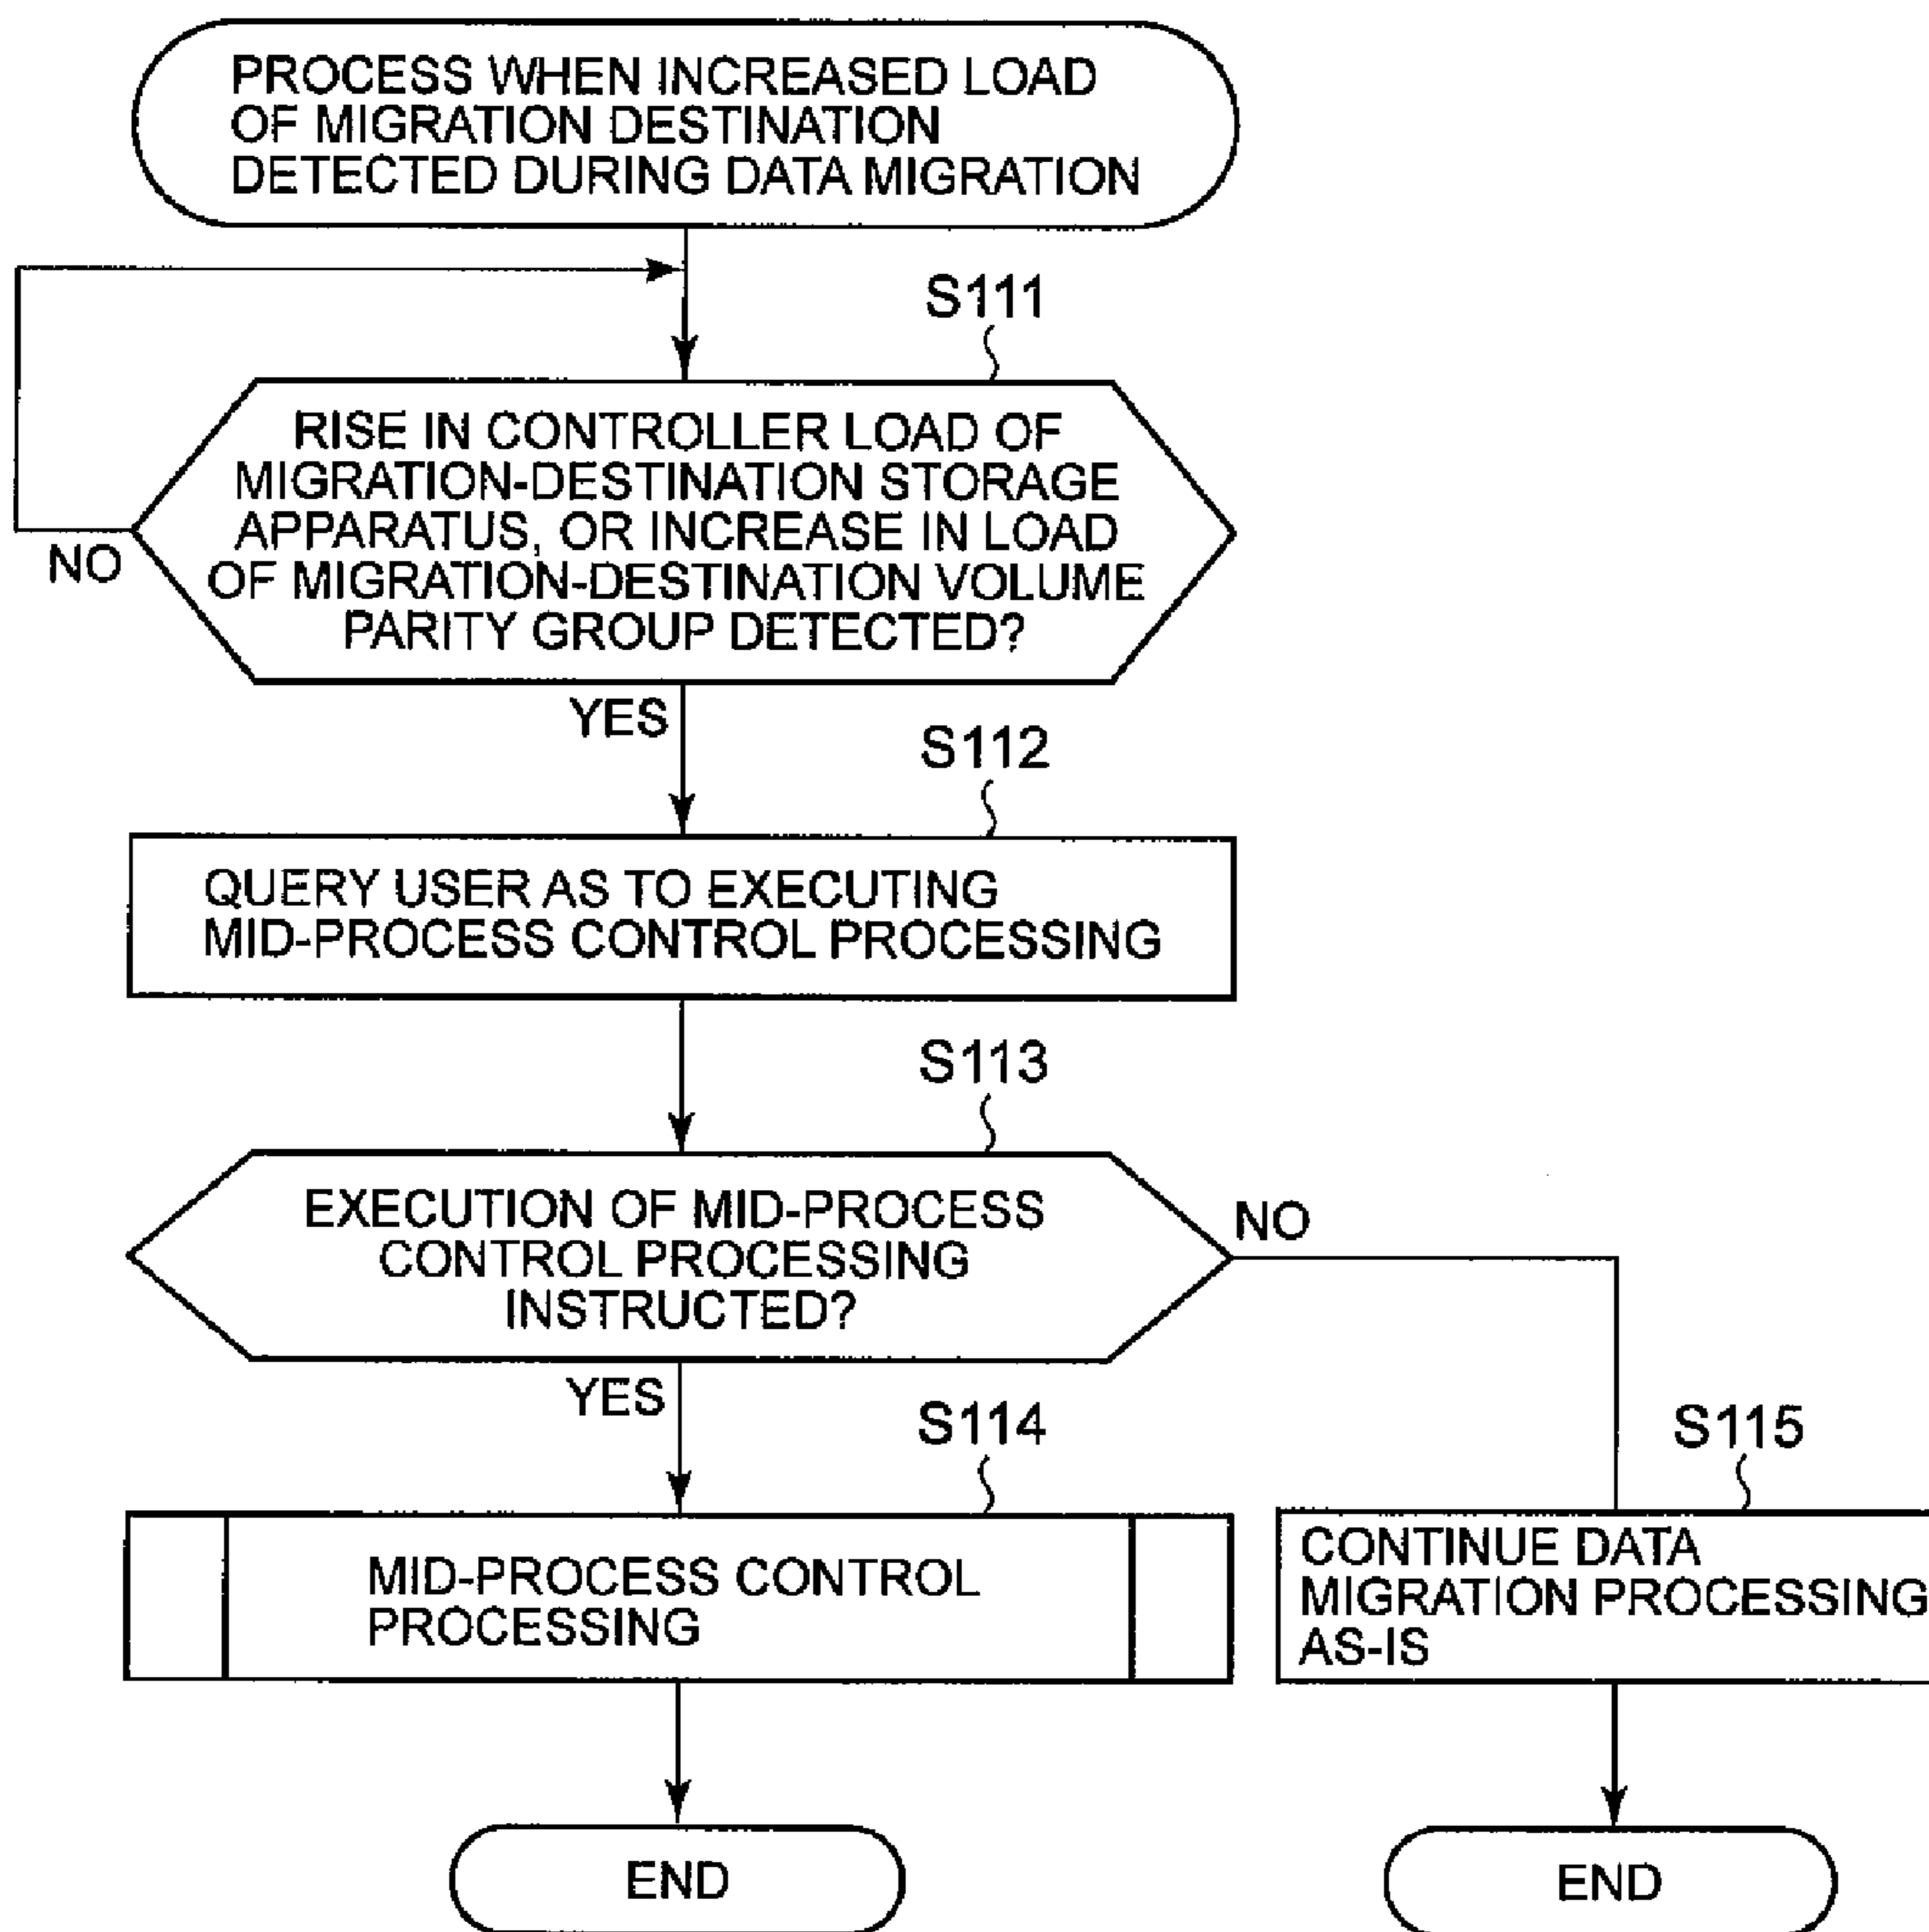 PROCESS WHEN INCREASED LOAD
OF MIGRATION DESTINATION
DETECTED DURING DATA MIGRATION
S111
RISE IN CONTROLLER LOAD OF
MIGRATION-DESTINATION STORAGE
APPARATUS, OR INCREASE IN LOAD
OF MIGRATION-DESTINATION VOLUME
PARITY GROUP DETECTED?
NO
YES
S112
QUERY USER AS TO EXECUTING
MID-PROCESS CONTROL PROCESSING
S113
EXECUTION OF MID-PROCESS
CONTROL PROCESSING
INSTRUCTED?
NO
YES
S114
MID-PROCESS CONTROL
PROCESSING
S115
CONTINUE DATA
MIGRATION PROCESSING
AS-IS
END
END